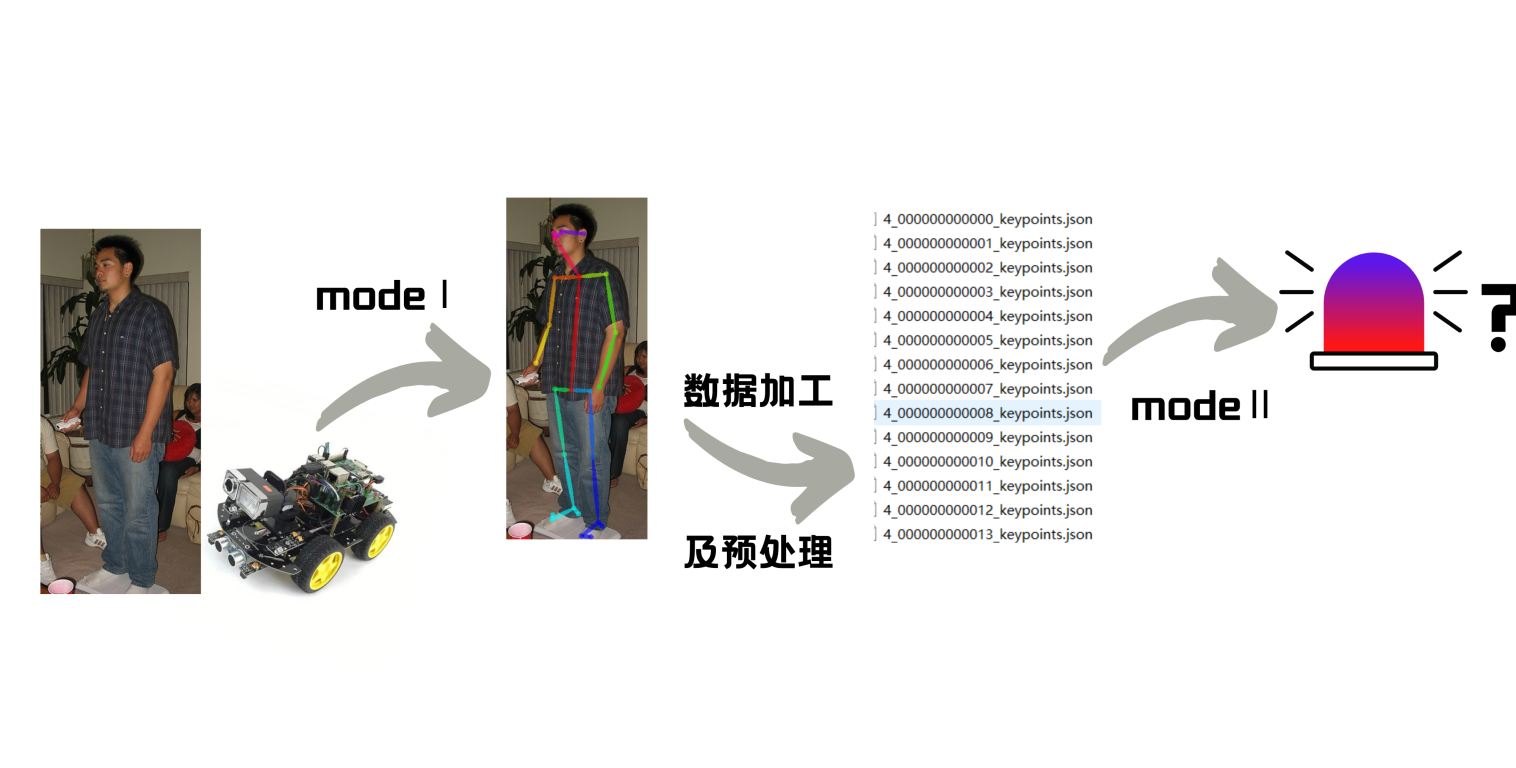 mode Ⅰ
数据加工
及预处理
4_000000000000_keypoints.json
4_000000000001_keypoints.json
4_000000000002_keypoints.json
4_000000000003_keypoints.json
4_000000000004_keypoints.json
4_000000000005_keypoints.json
4_000000000006_keypoints.json
4_000000000007_keypoints.json
4_000000000008_keypoints.json
4_000000000009_keypoints.json
4_000000000010_keypoints.json
4_000000000011_keypoints.json
4_000000000012_keypoints.json
4_000000000013_keypoints.json
mode Ⅱ
?